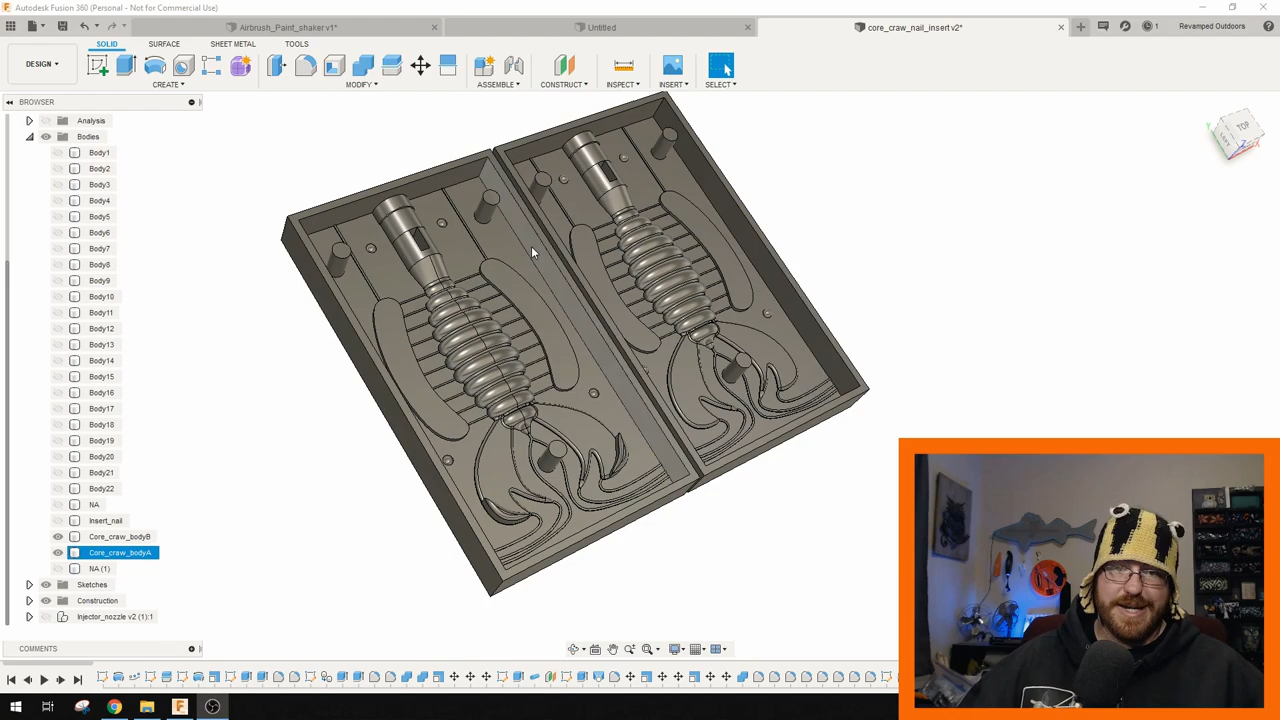 Autodesk Fusion 360 (Personal - Not for Commercial Use)
Airbrush_Paint_shaker v1*
Untitled
core_craw_nail_insert v2*
1
Revamped Outdoors
DESIGN
SOLID
SURFACE
SHEET METAL
TOOLS
CREATE
MODIFY
ASSEMBLE
CONSTRUCT
INSPECT
INSERT
SELECT
BROWSER
TOP
LEFT
Y
Z
X
Analysis
Bodies
Body1
Body2
Body3
Body4
Body5
Body6
Body7
Body8
Body9
Body10
Body11
Body12
Body13
Body14
Body15
Body16
Body17
Body18
Body19
Body20
Body21
Body22
NA
Insert_nail
Core_craw_bodyB
Core_craw_bodyA
NA (1)
Sketches
Construction
Injector_nozzle v2 (1):1
COMMENTS